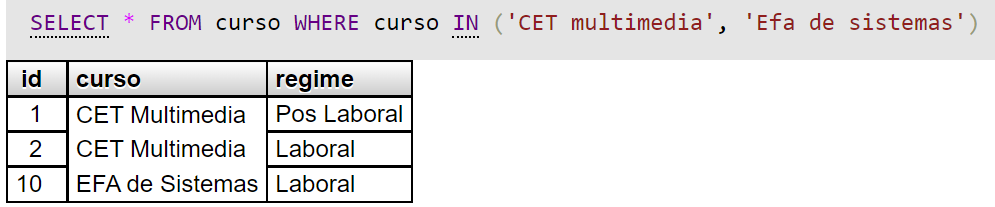 SELECT * FROM curso WHERE curso IN ('CET multimedia', 'Efa de sistemas')
id curso regime
1 CET Multimedia Pos Laboral
2 CET Multimedia Laboral
10 EFA de Sistemas Laboral